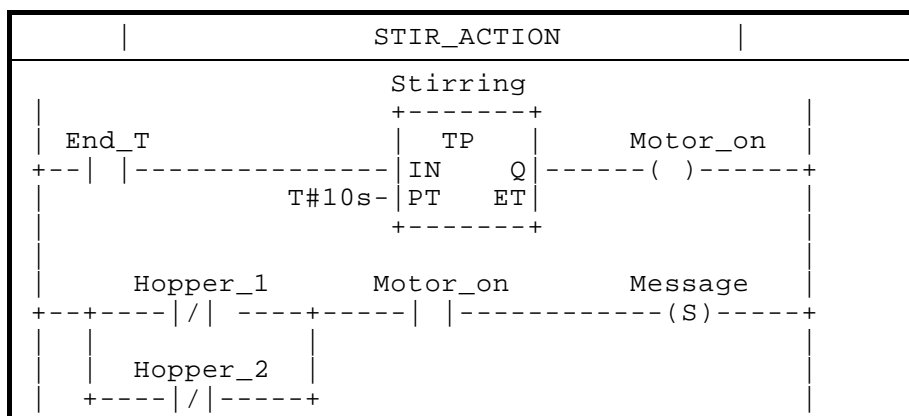 STIR_ACTION
Stirring
End_T TP Motor_on
IN Q ( )
T#10s- PT ET
Hopper_1 Motor_on Message
|/| | | (S)
Hopper_2
|/|